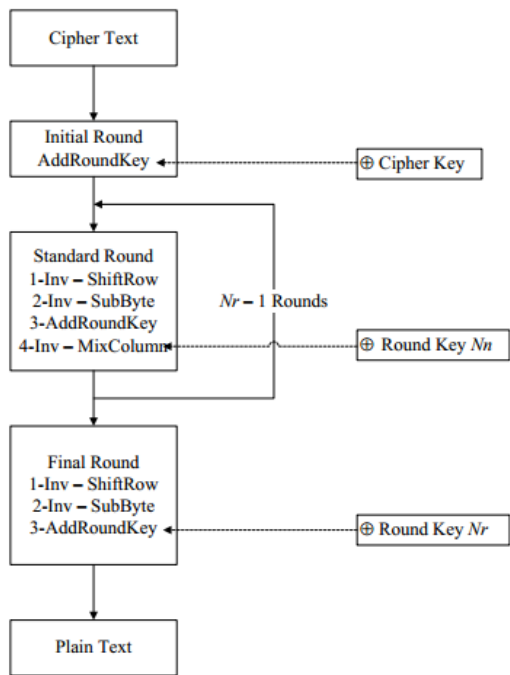 Cipher Text
Initial Round
AddRoundKey
⊕ Cipher Key
Standard Round
1-Inv – ShiftRow
2-Inv – SubByte
3-AddRoundKey
4-Inv – MixColumn
Nr – 1 Rounds
⊕ Round Key Nn
Final Round
1-Inv – ShiftRow
2-Inv – SubByte
3-AddRoundKey
⊕ Round Key Nr
Plain Text